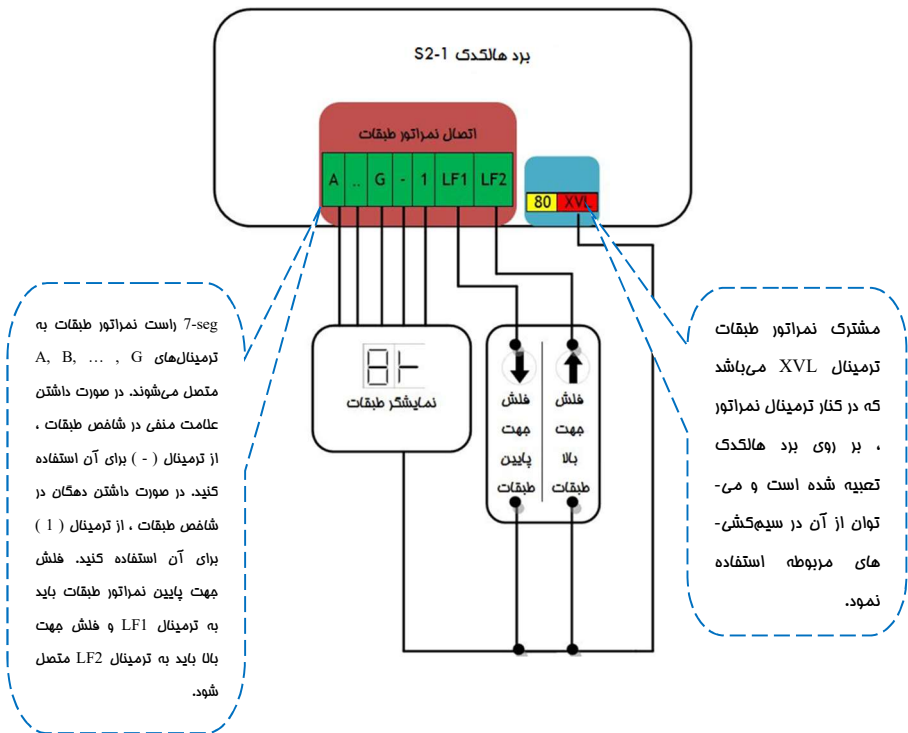 برد هالکدک S2-1
اتصال نمراتور طبقات
A .. G - 1 LF1 LF2
80 XVL
7-seg راست نمراتور طبقات به
ترمینال‌های A, B, … , G
متصل می‌شوند. در صورت داشتن
علامت منفی در شاخص طبقات ،
از ترمینال ( - ) برای آن استفاده
کنید. در صورت داشتن دهگان در
شاخص طبقات ، از ترمینال ( 1 )
برای آن استفاده کنید. فلش
جهت پایین نمراتور طبقات باید
به ترمینال LF1 و فلش جهت
بالا باید به ترمینال LF2 متصل
شود.
نمایشگر طبقات
فلش
جهت
پایین
طبقات
فلش
جهت
بالا
طبقات
مشترک نمراتور طبقات
ترمینال XVL می‌باشد
که در کنار ترمینال نمراتور
، بر روی برد هالکدک
تعبیه شده است و می-
توان از آن در سیم‌کشی-
های مربوطه استفاده
نمود.